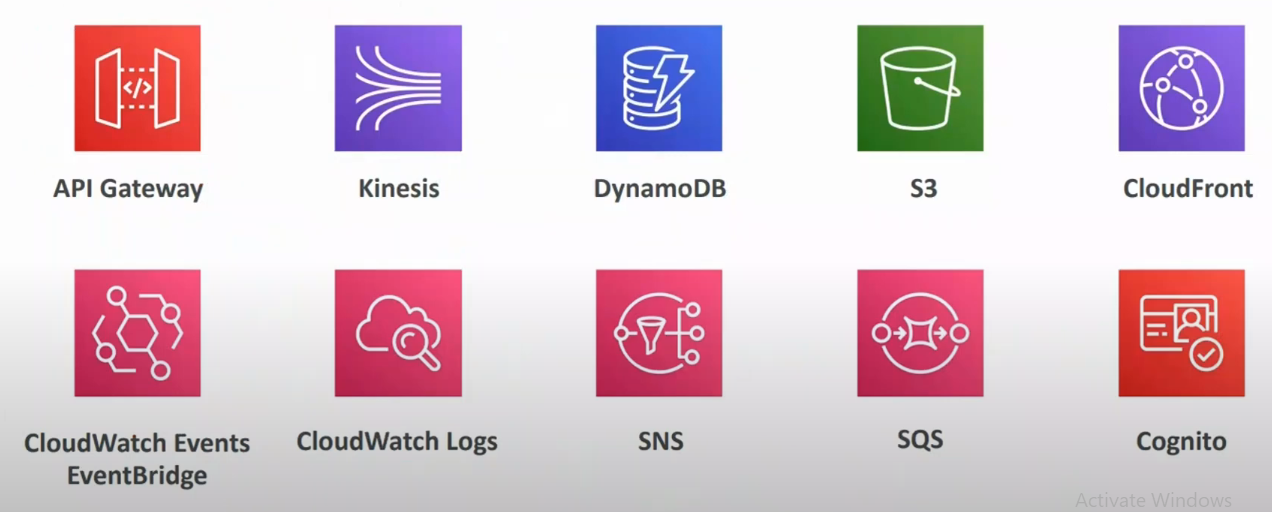 </>
API Gateway
Kinesis
DynamoDB
S3
CloudFront
CloudWatch Events
EventBridge
CloudWatch Logs
SNS
SQS
Cognito
Activate Windows